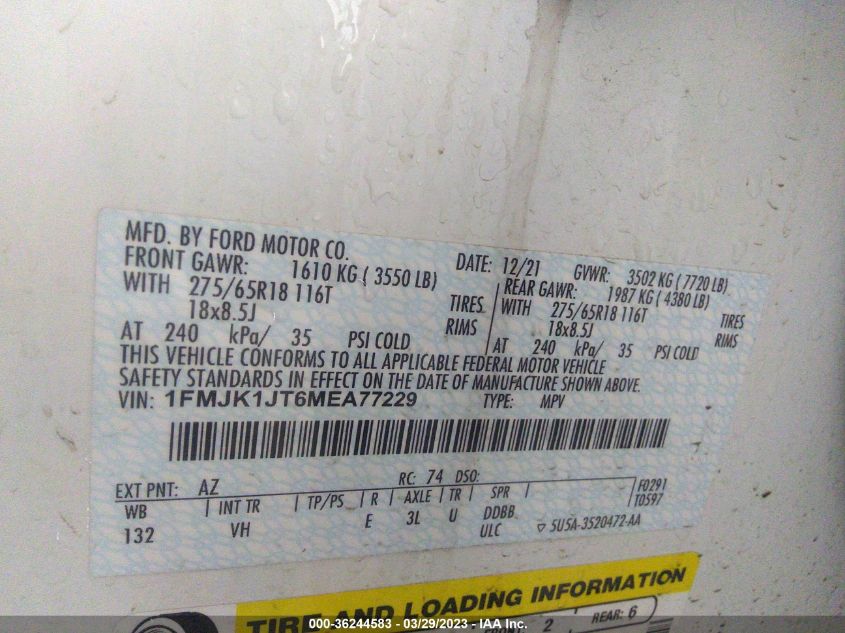 MFD. BY FORD MOTOR CO.
DATE: 12/21 GVWR: 3502 KG ( 7720 LB)
FRONT GAWR: 1610 KG ( 3550 LB)
WITH 275/65R18 116T TIRES
18x8.5J RIMS
AT 240 kPa/ 35 PSI COLD
REAR GAWR: 1987 KG ( 4380 LB)
WITH 275/65R18 116T TIRES
18x8.5J RIMS
AT 240 kPa/ 35 PSI COLD
THIS VEHICLE CONFORMS TO ALL APPLICABLE FEDERAL MOTOR VEHICLE
SAFETY STANDARDS IN EFFECT ON THE DATE OF MANUFACTURE SHOWN ABOVE.
VIN: 1FMJK1JT6MEA77229 TYPE: MPV
EXT PNT: AZ RC: 74 DSO:
WB INT TR TP/PS R AXLE TR SPR F0291
T0597
132 VH E 3L U DDBB
ULC 5U5A-3520472-AA
TIRE AND LOADING INFORMATION
FRONT 2 REAR: 6
000-36244583 / 03/29/2023 - IAA Inc.